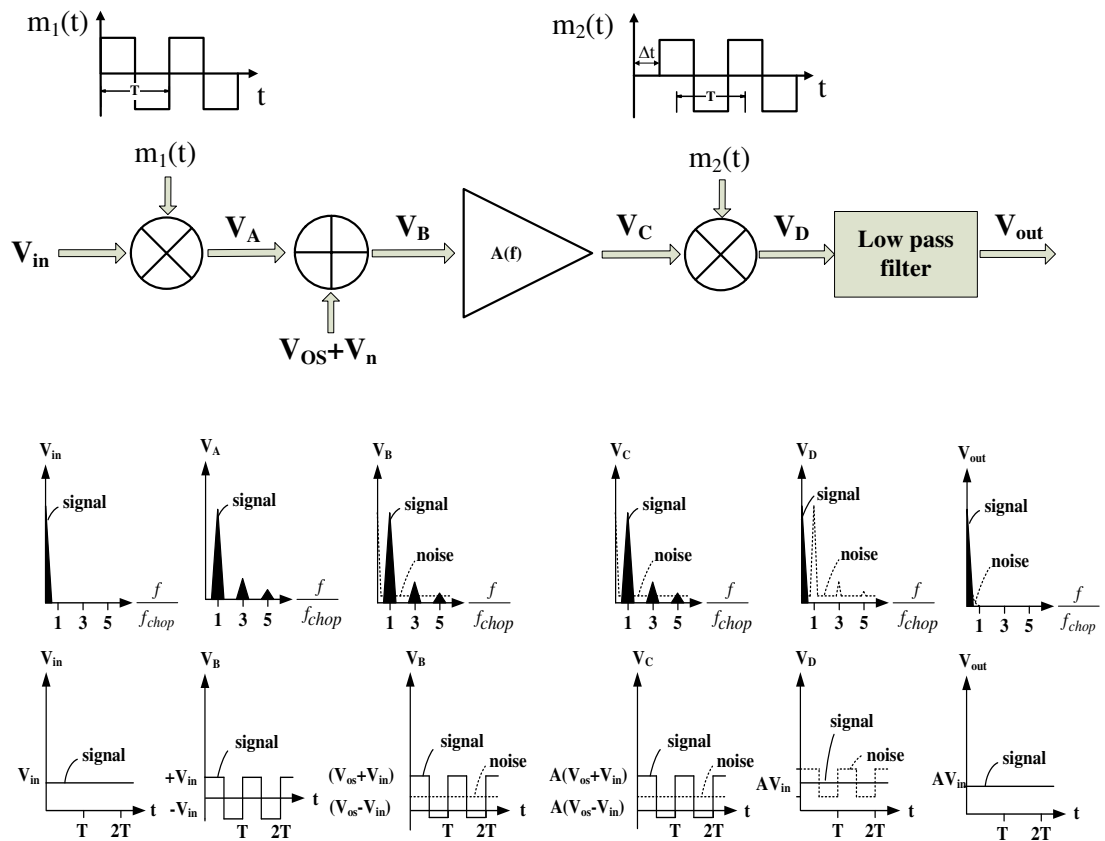 m1(t)
T
t
m2(t)
Δt
T
t
m1(t)
m2(t)
Vin
VA
VB
A(f)
VC
VD
Low pass
filter
Vout
VOS+Vn
Vin
signal
1 3 5
f
fchop
VA
signal
1 3 5
f
fchop
VB
signal
noise
1 3 5
f
fchop
VC
signal
noise
1 3 5
f
fchop
VD
signal
noise
1 3 5
f
fchop
Vout
signal
noise
1 3 5
f
fchop
Vin
signal
Vin
T 2T
t
VB
signal
+Vin
-Vin
T 2T
t
VB
signal
noise
(Vos+Vin)
(Vos-Vin)
T 2T
t
VC
signal
noise
A(Vos+Vin)
A(Vos-Vin)
T 2T
t
VD
signal
noise
AVin
T 2T
t
Vout
signal
AVin
T 2T
t